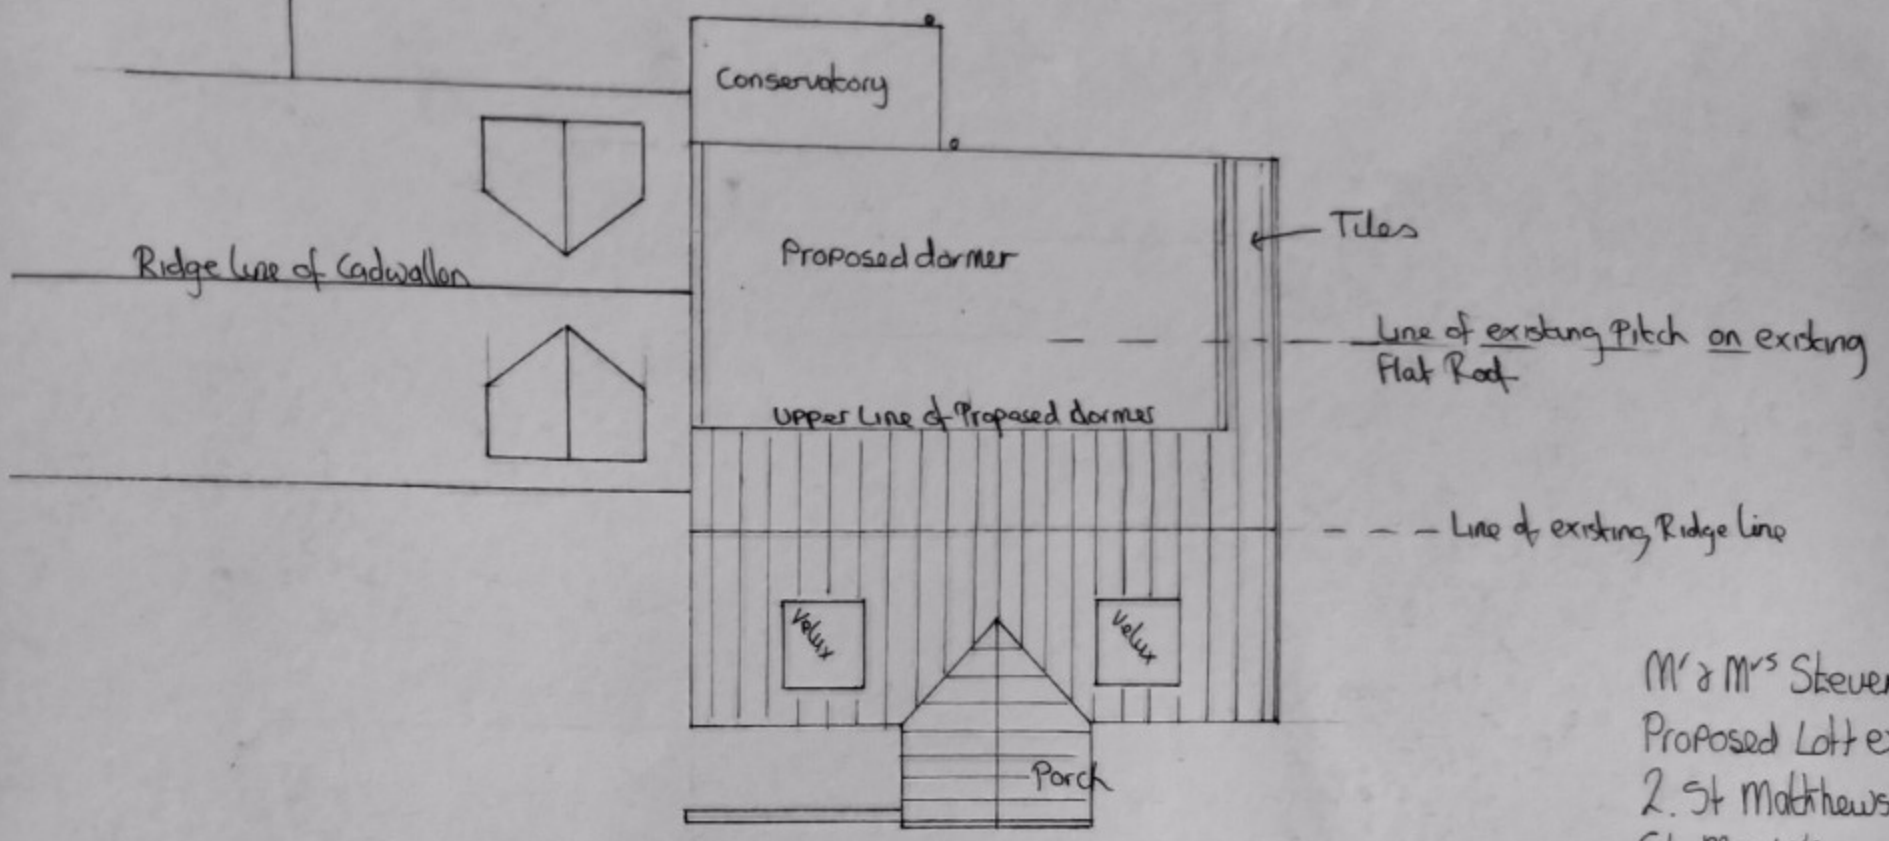 Conservatory
Tiles
Proposed dormer
Ridge Line of Cadwallon
Line of existing Pitch on existing
Flat Roof
Upper Line of Proposed dormer
Line of existing Ridge line
Velux
Velux
Mr & Mrs Steven
Proposed Loft
2. St Matthews
Porch